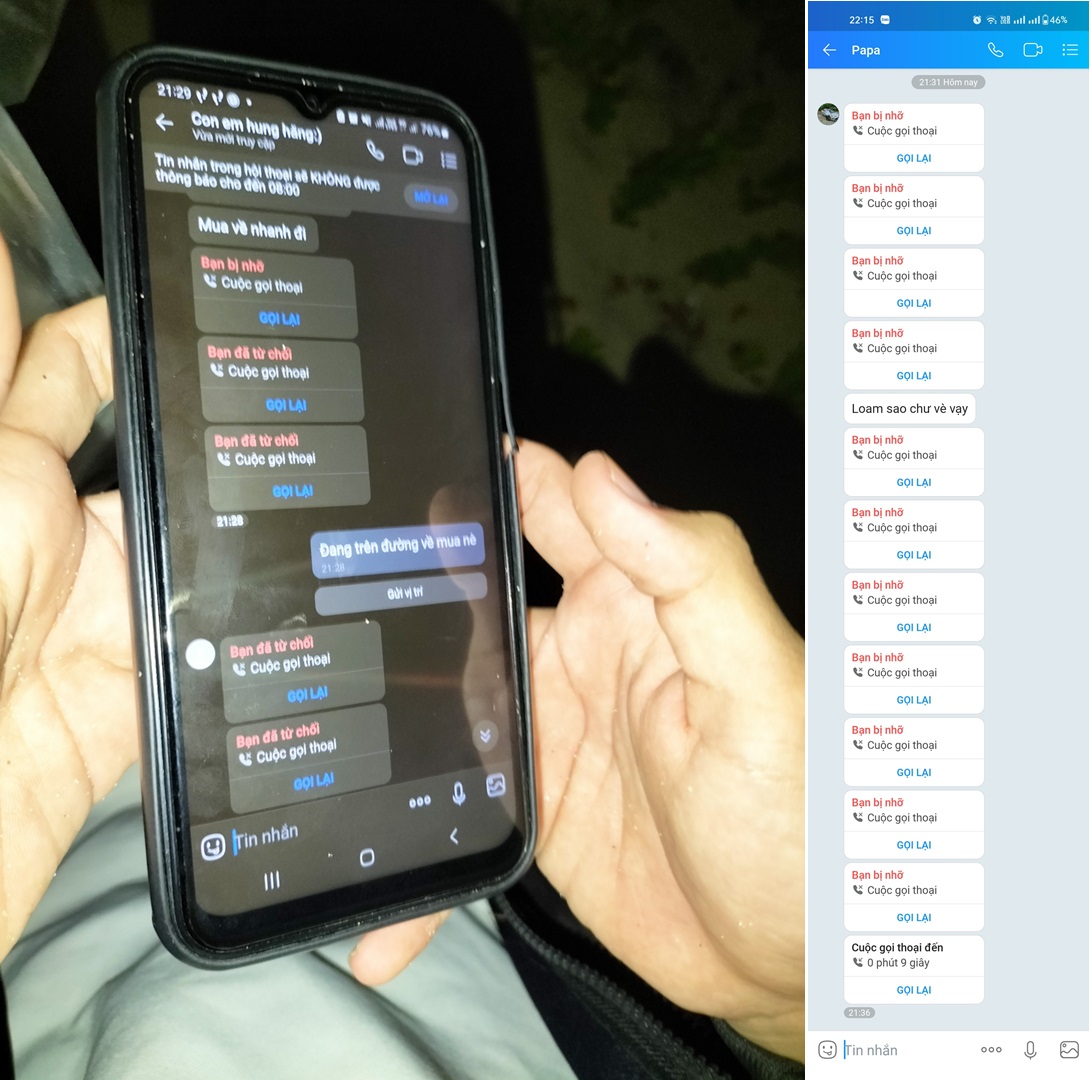 21:29
76%
Con em hung hăng:)
Vừa mới truy cập
Tin nhắn trong hội thoại sẽ KHÔNG được
thông báo cho đến 08:00
MỞ LẠI
Mua về nhanh đi
Bạn bị nhỡ
Cuộc gọi thoại
GỌI LẠI
Bạn đã từ chối
Cuộc gọi thoại
GỌI LẠI
Bạn đã từ chối
Cuộc gọi thoại
GỌI LẠI
21:28
Đang trên đường về mua nè
21:28
Gửi vị trí
Bạn đã từ chối
Cuộc gọi thoại
GỌI LẠI
Bạn đã từ chối
Cuộc gọi thoại
GỌI LẠI
Tin nhắn
22:15
46%
Papa
21:31 Hôm nay
Bạn bị nhỡ
Cuộc gọi thoại
GỌI LẠI
Bạn bị nhỡ
Cuộc gọi thoại
GỌI LẠI
Bạn bị nhỡ
Cuộc gọi thoại
GỌI LẠI
Bạn bị nhỡ
Cuộc gọi thoại
GỌI LẠI
Loam sao chư vè vạy
Bạn bị nhỡ
Cuộc gọi thoại
GỌI LẠI
Bạn bị nhỡ
Cuộc gọi thoại
GỌI LẠI
Bạn bị nhỡ
Cuộc gọi thoại
GỌI LẠI
Bạn bị nhỡ
Cuộc gọi thoại
GỌI LẠI
Bạn bị nhỡ
Cuộc gọi thoại
GỌI LẠI
Bạn bị nhỡ
Cuộc gọi thoại
GỌI LẠI
Bạn bị nhỡ
Cuộc gọi thoại
GỌI LẠI
Cuộc gọi thoại đến
0 phút 9 giây
GỌI LẠI
21:36
Tin nhắn